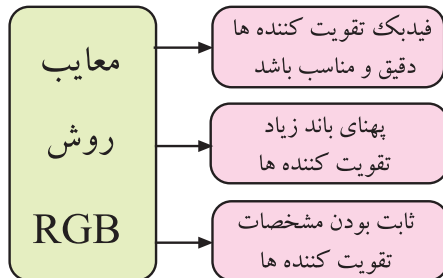 معایب
روش
RGB
فیدبک تقویت کننده ها
دقیق و مناسب باشد
پهنای باند زیاد
تقویت کننده ها
ثابت بودن مشخصات
تقویت کننده ها